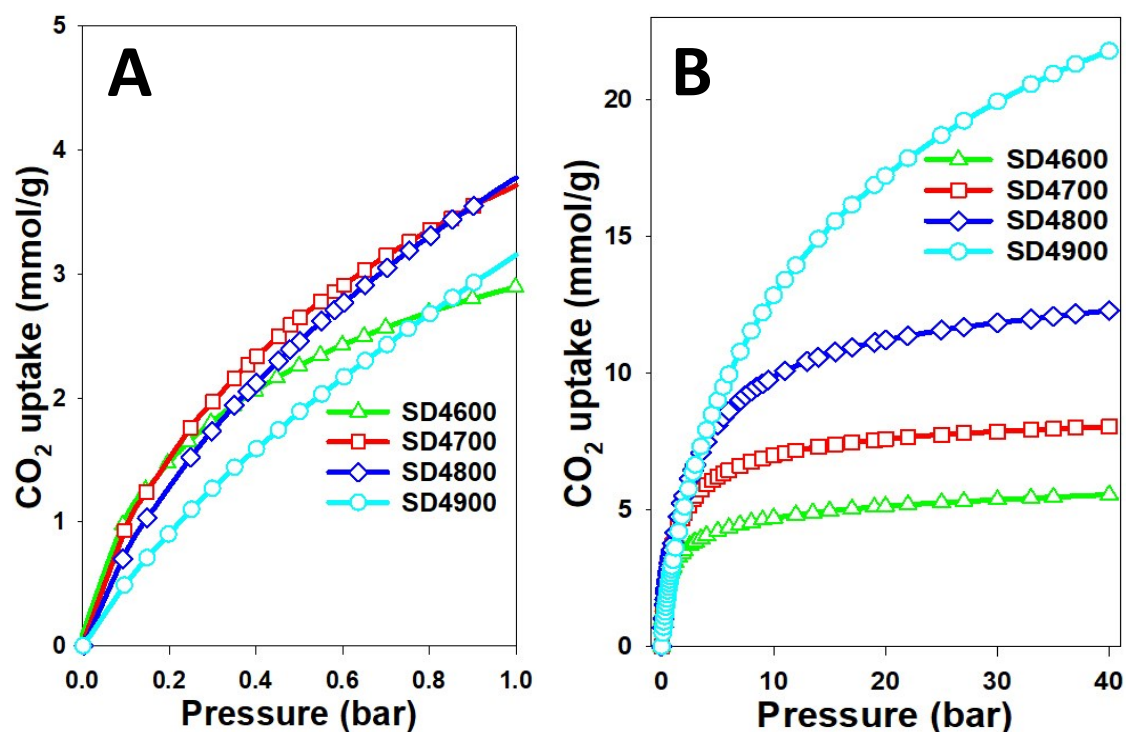 A
CO2 uptake (mmol/g)
5
4
3
2
1
0
SD4600
SD4700
SD4800
SD4900
0.0 0.2 0.4 0.6 0.8 1.0
Pressure (bar)
B
CO2 uptake (mmol/g)
20
15
10
5
0
SD4600
SD4700
SD4800
SD4900
0 10 20 30 40
Pressure (bar)